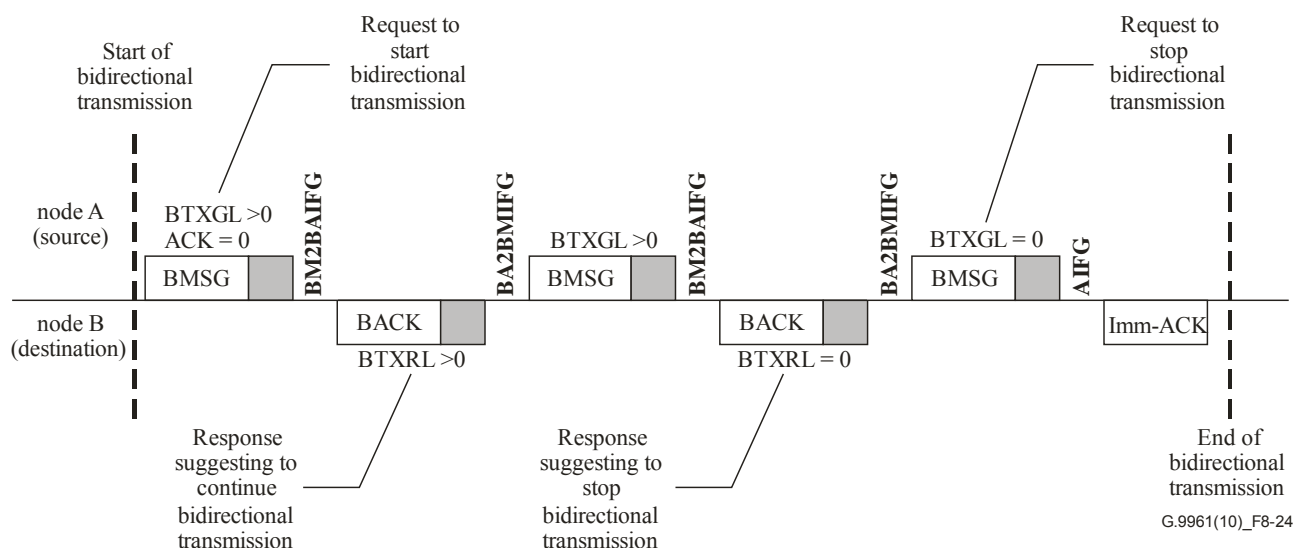 Request to
start
bidirectional
transmission
Request to
stop
bidirectional
transmission
Start of
bidirectional
transmission
node A
(source)
BTXGL >0
ACK = 0
BMSG
BM2BAIFG
BA2BMIFG
BTXGL >0
BMSG
BM2BAIFG
BA2BMIFG
BTXGL = 0
BMSG
AIFG
node B
(destination)
BACK
BTXRL >0
BACK
BTXRL = 0
Imm-ACK
Response
suggesting to
continue
bidirectional
transmission
Response
suggesting to
stop
bidirectional
transmission
End of
bidirectional
transmission
G.9961(10)_F8-24